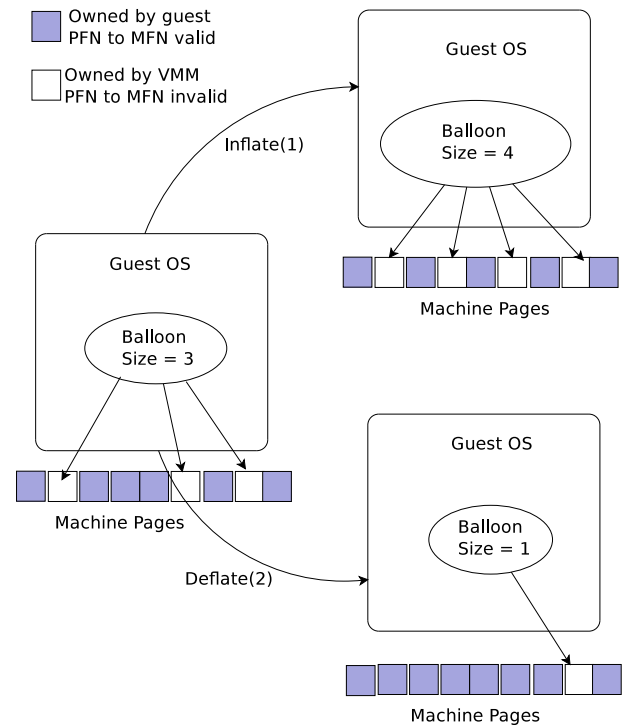 Owned by guest
PFN to MFN valid
Owned by VMM
PFN to MFN invalid
Guest OS
Balloon
Size = 4
Inflate(1)
Machine Pages
Guest OS
Balloon
Size = 3
Machine Pages
Deflate(2)
Guest OS
Balloon
Size = 1
Machine Pages